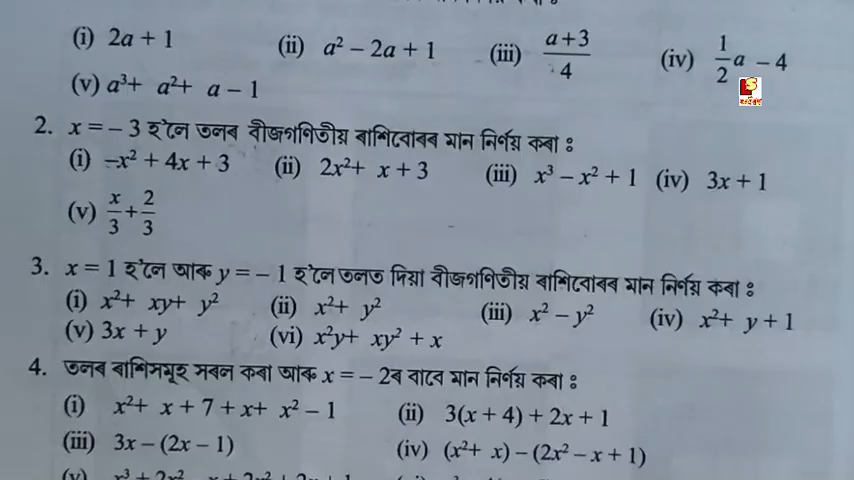 (i) 2a + 1 (ii) a² – 2a + 1 (iii) (a+3)/4 (iv) 1/2 a – 4
(v) a³+ a²+ a – 1
2. x = – 3 হ'লে তলৰ বীজগণিতীয় ৰাশিবোৰৰ মান নিৰ্ণয় কৰা :
(i) –x² + 4x + 3 (ii) 2x²+ x + 3 (iii) x³ – x² + 1 (iv) 3x + 1
(v) x/3 + 2/3
3. x = 1 হ'লে আৰু y = – 1 হ'লে তলত দিয়া বীজগণিতীয় ৰাশিবোৰৰ মান নিৰ্ণয় কৰা :
(i) x²+ xy+ y² (ii) x²+ y² (iii) x² – y² (iv) x²+ y + 1
(v) 3x + y (vi) x²y+ xy² + x
4. তলৰ ৰাশিসমূহ সৰল কৰা আৰু x = – 2ৰ বাবে মান নিৰ্ণয় কৰা :
(i) x²+ x + 7 + x+ x² – 1 (ii) 3(x + 4) + 2x + 1
(iii) 3x – (2x – 1) (iv) (x²+ x) – (2x² – x + 1)